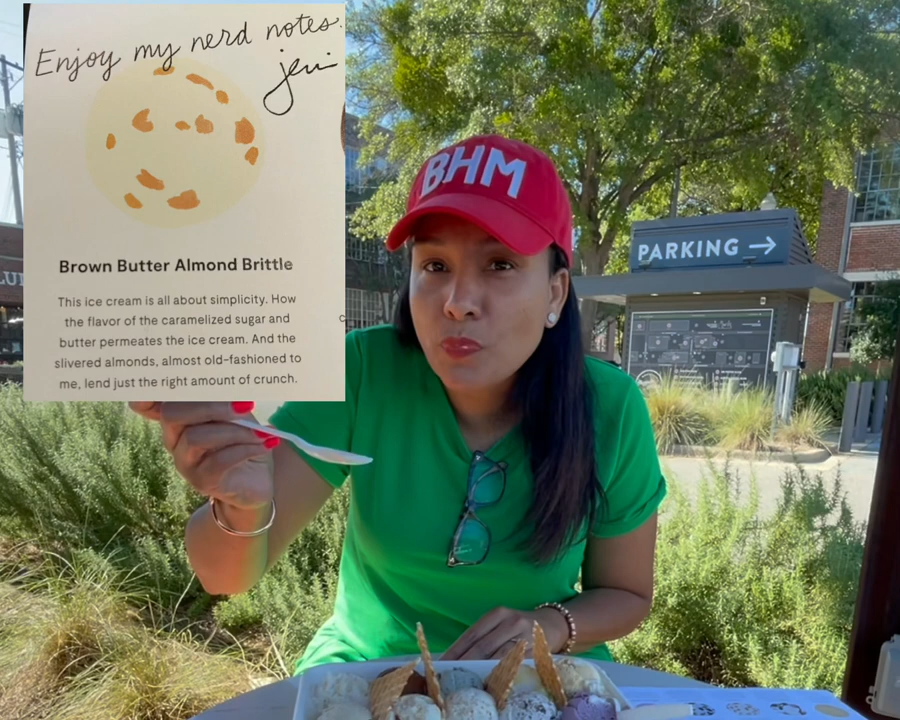 Enjoy my nerd notes.
jeni
Brown Butter Almond Brittle
This ice cream is all about simplicity. How
the flavor of the caramelized sugar and
butter permeates the ice cream. And the
slivered almonds, almost old-fashioned to
me, lend just the right amount of crunch.
BHM
PARKING →